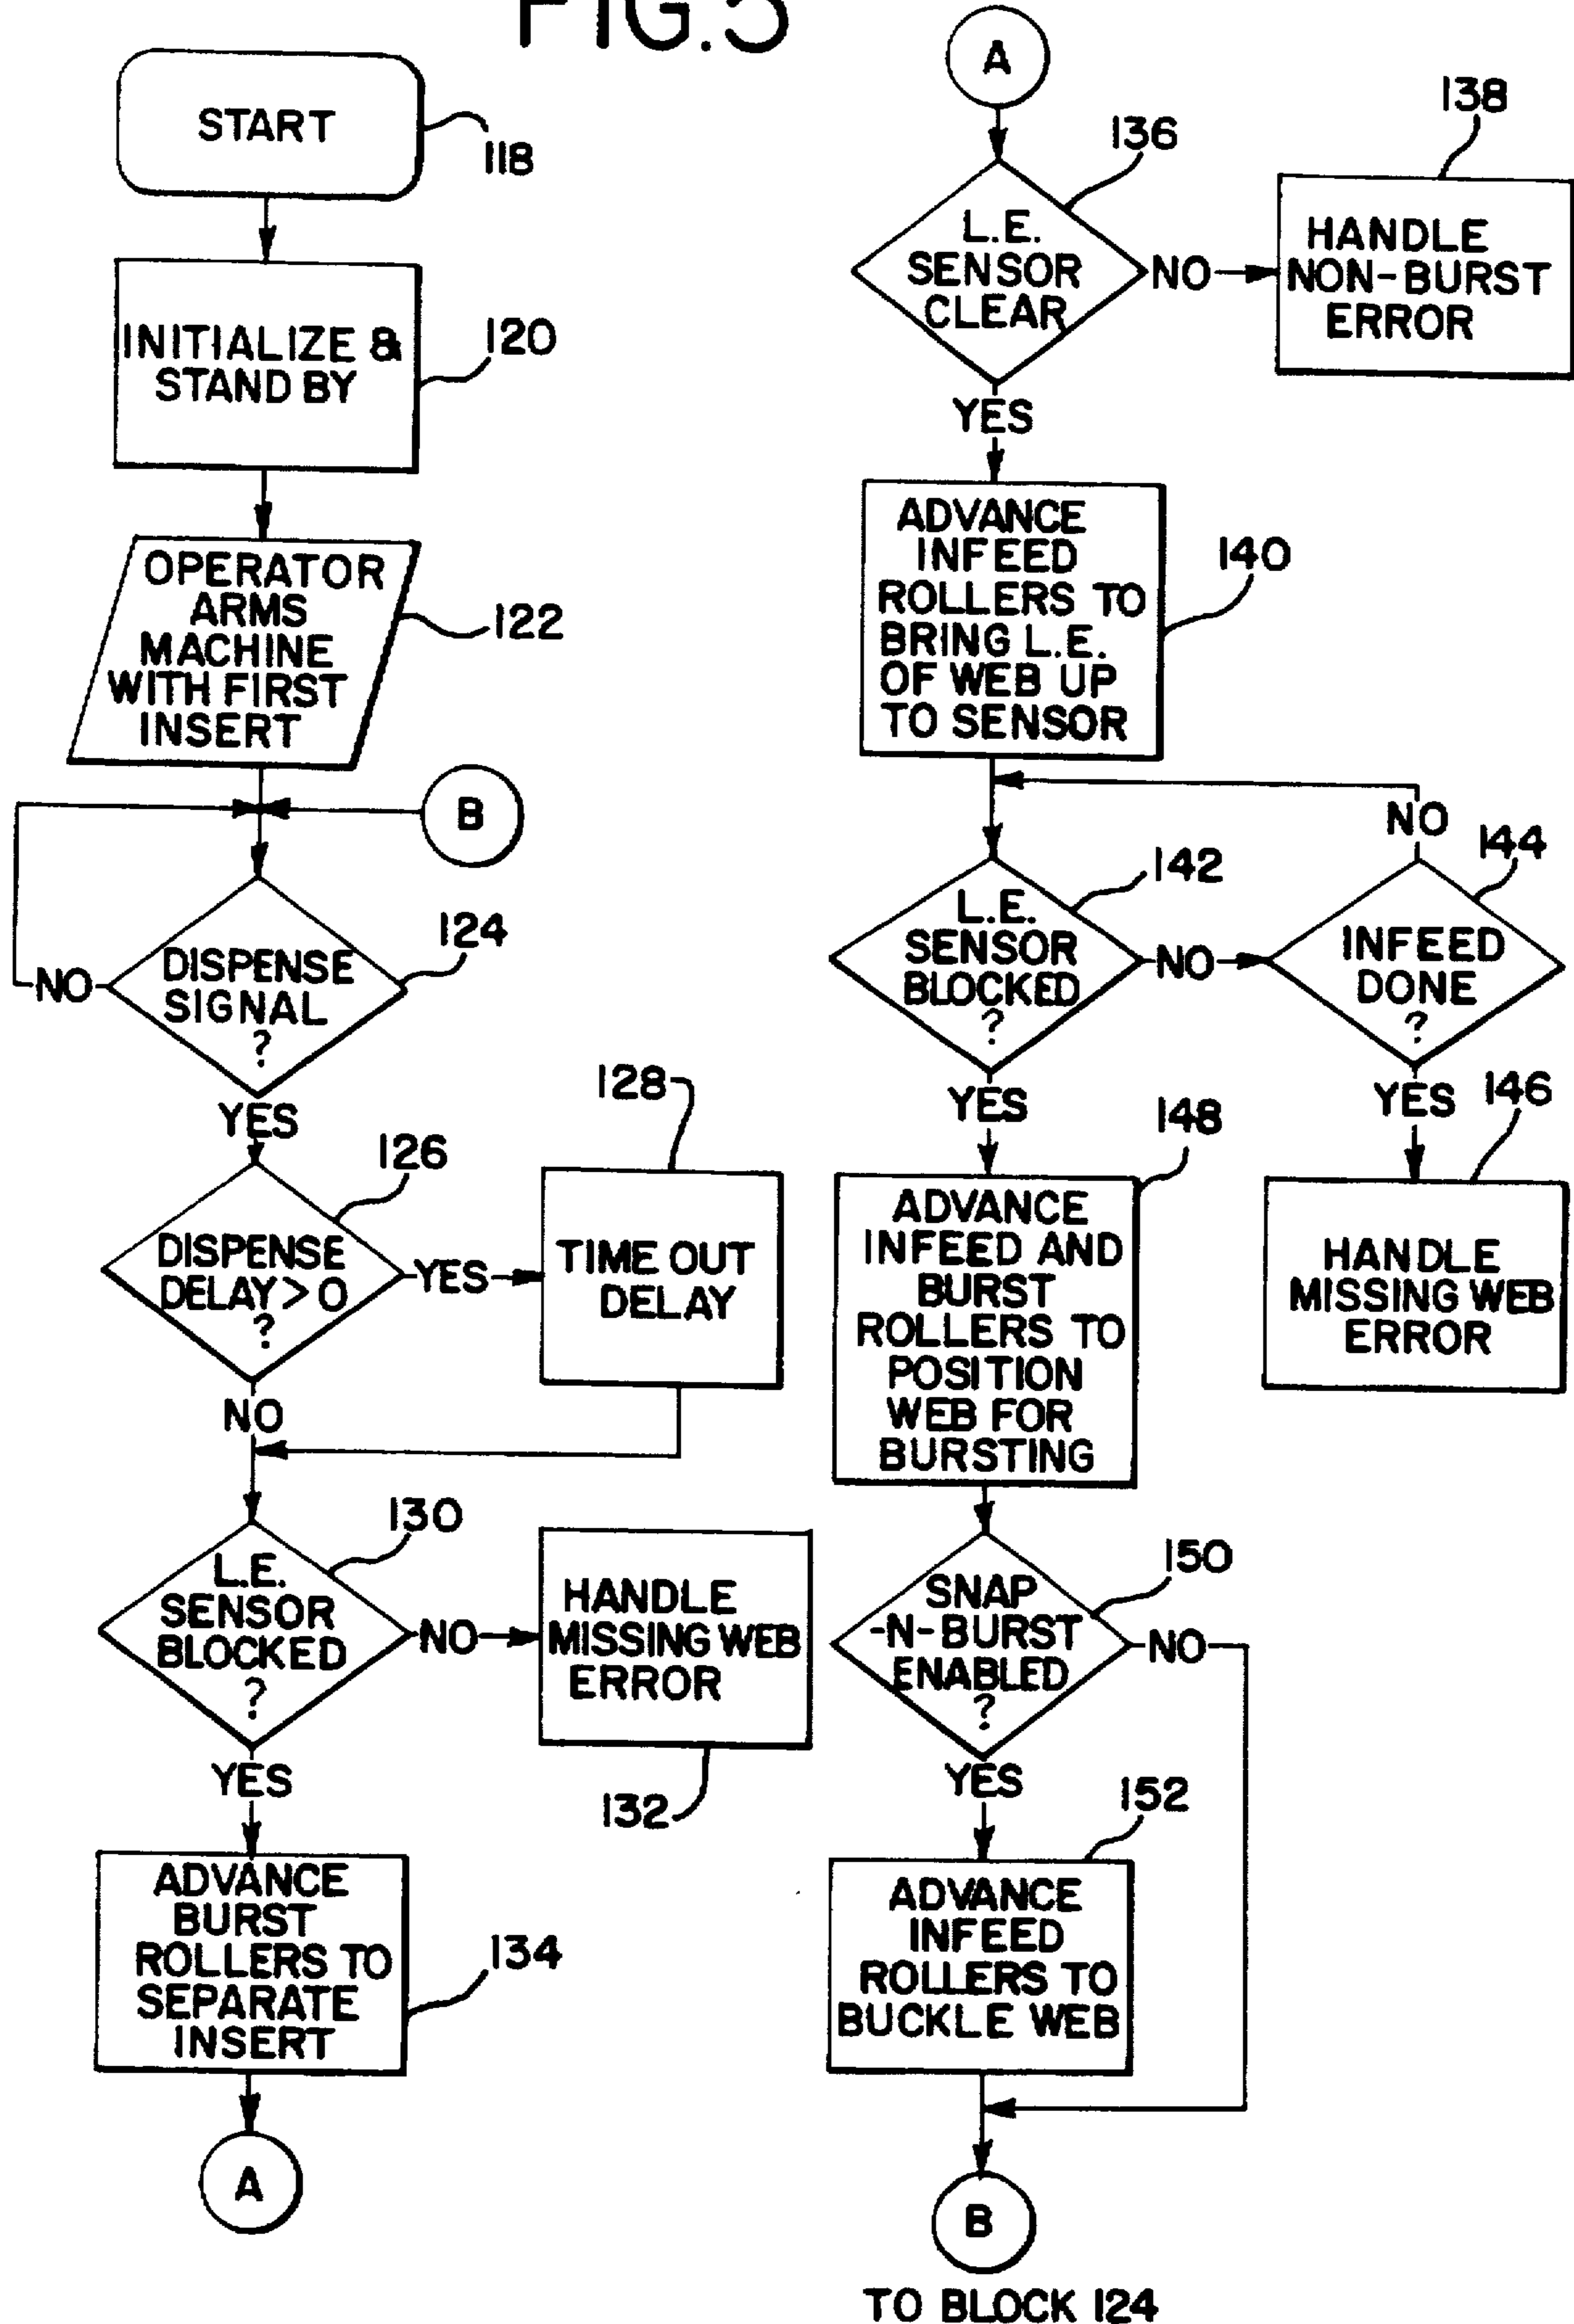 FIG.5
START
118
INITIALIZE &
STAND BY
120
OPERATOR
ARMS
MACHINE
WITH FIRST
INSERT
122
B
DISPENSE
SIGNAL
?
124
NO
YES
DISPENSE
DELAY > 0
?
126
YES
128
TIME OUT
DELAY
NO
L.E.
SENSOR
BLOCKED
?
130
NO
HANDLE
MISSING WEB
ERROR
132
YES
ADVANCE
BURST
ROLLERS TO
SEPARATE
INSERT
134
A
A
L.E.
SENSOR
CLEAR
136
NO
138
HANDLE
NON-BURST
ERROR
YES
ADVANCE
INFEED
ROLLERS TO
BRING L.E.
OF WEB UP
TO SENSOR
140
L.E.
SENSOR
BLOCKED
?
142
NO
NO
144
INFEED
DONE
?
YES
146
HANDLE
MISSING WEB
ERROR
YES
148
ADVANCE
INFEED AND
BURST
ROLLERS TO
POSITION
WEB FOR
BURSTING
SNAP
-N-BURST
ENABLED
?
150
NO
YES
152
ADVANCE
INFEED
ROLLERS TO
BUCKLE WEB
B
TO BLOCK 124